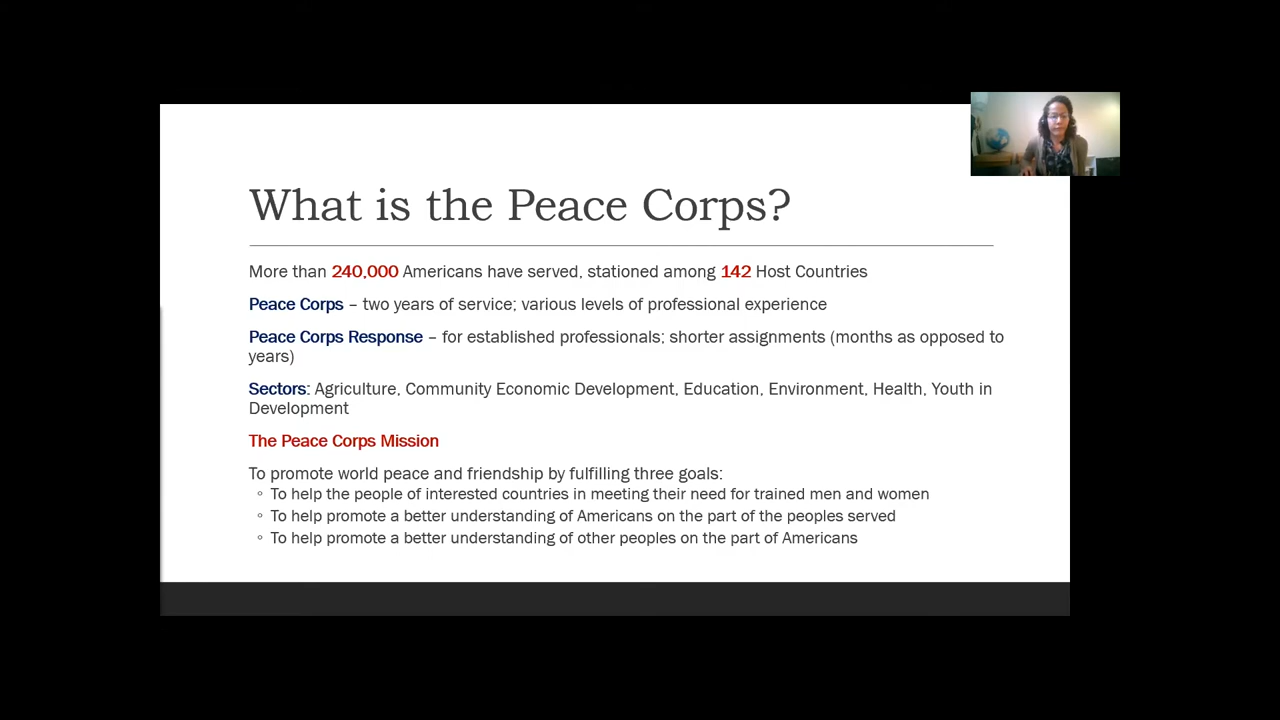 What is the Peace Corps?
More than 240,000 Americans have served, stationed among 142 Host Countries
Peace Corps – two years of service; various levels of professional experience
Peace Corps Response – for established professionals; shorter assignments (months as opposed to
years)
Sectors: Agriculture, Community Economic Development, Education, Environment, Health, Youth in
Development
The Peace Corps Mission
To promote world peace and friendship by fulfilling three goals:
◦ To help the people of interested countries in meeting their need for trained men and women
◦ To help promote a better understanding of Americans on the part of the peoples served
◦ To help promote a better understanding of other peoples on the part of Americans